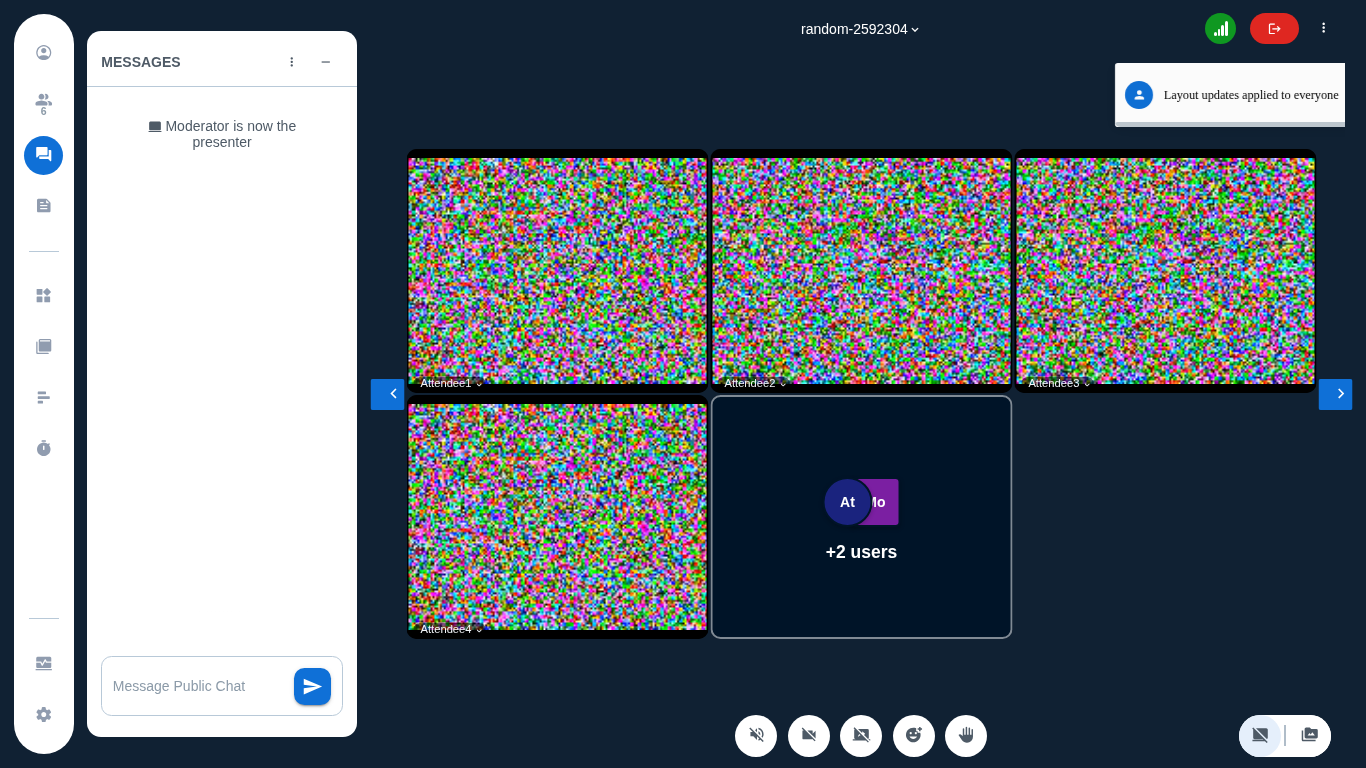 random-2592304
6
MESSAGES
Moderator is now the
presenter
Layout updates applied to everyone
Attendee1
Attendee2
Attendee3
Attendee4
At
Mo
+2 users
Message Public Chat